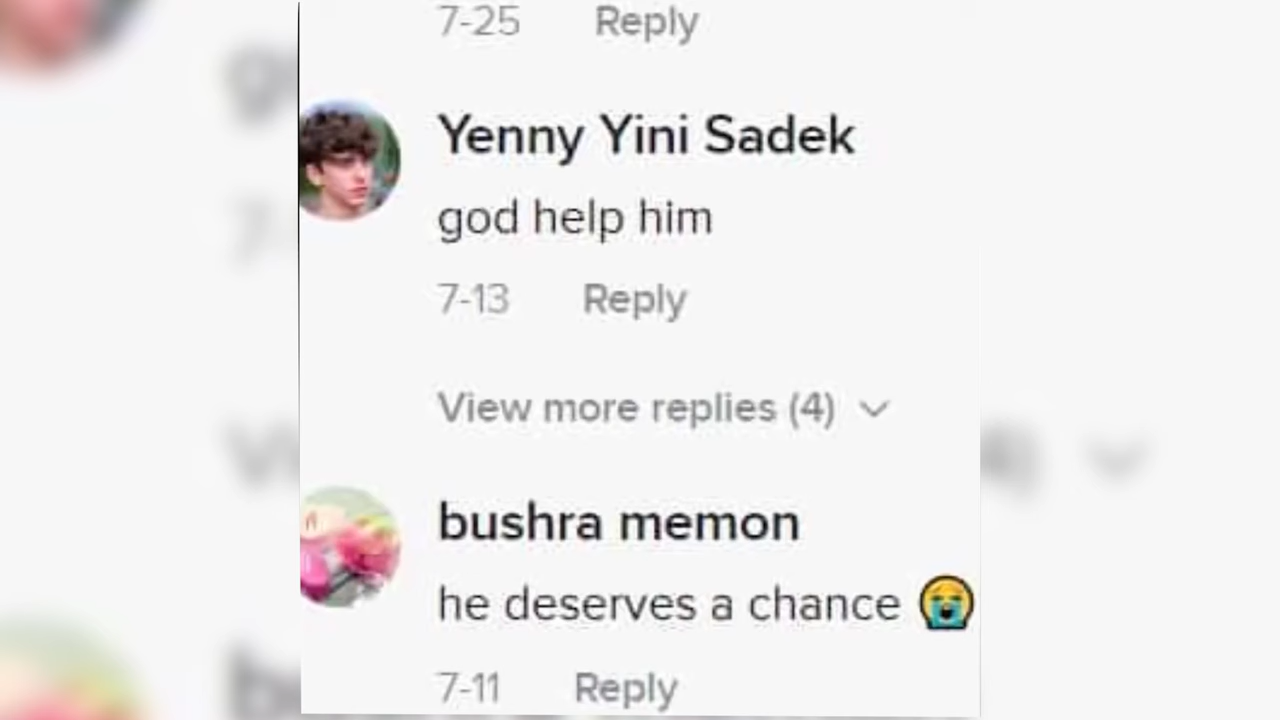 7-25 Reply
Yenny Yini Sadek
god help him
7-13 Reply
View more replies (4)
bushra memon
he deserves a chance 😭
7-11 Reply